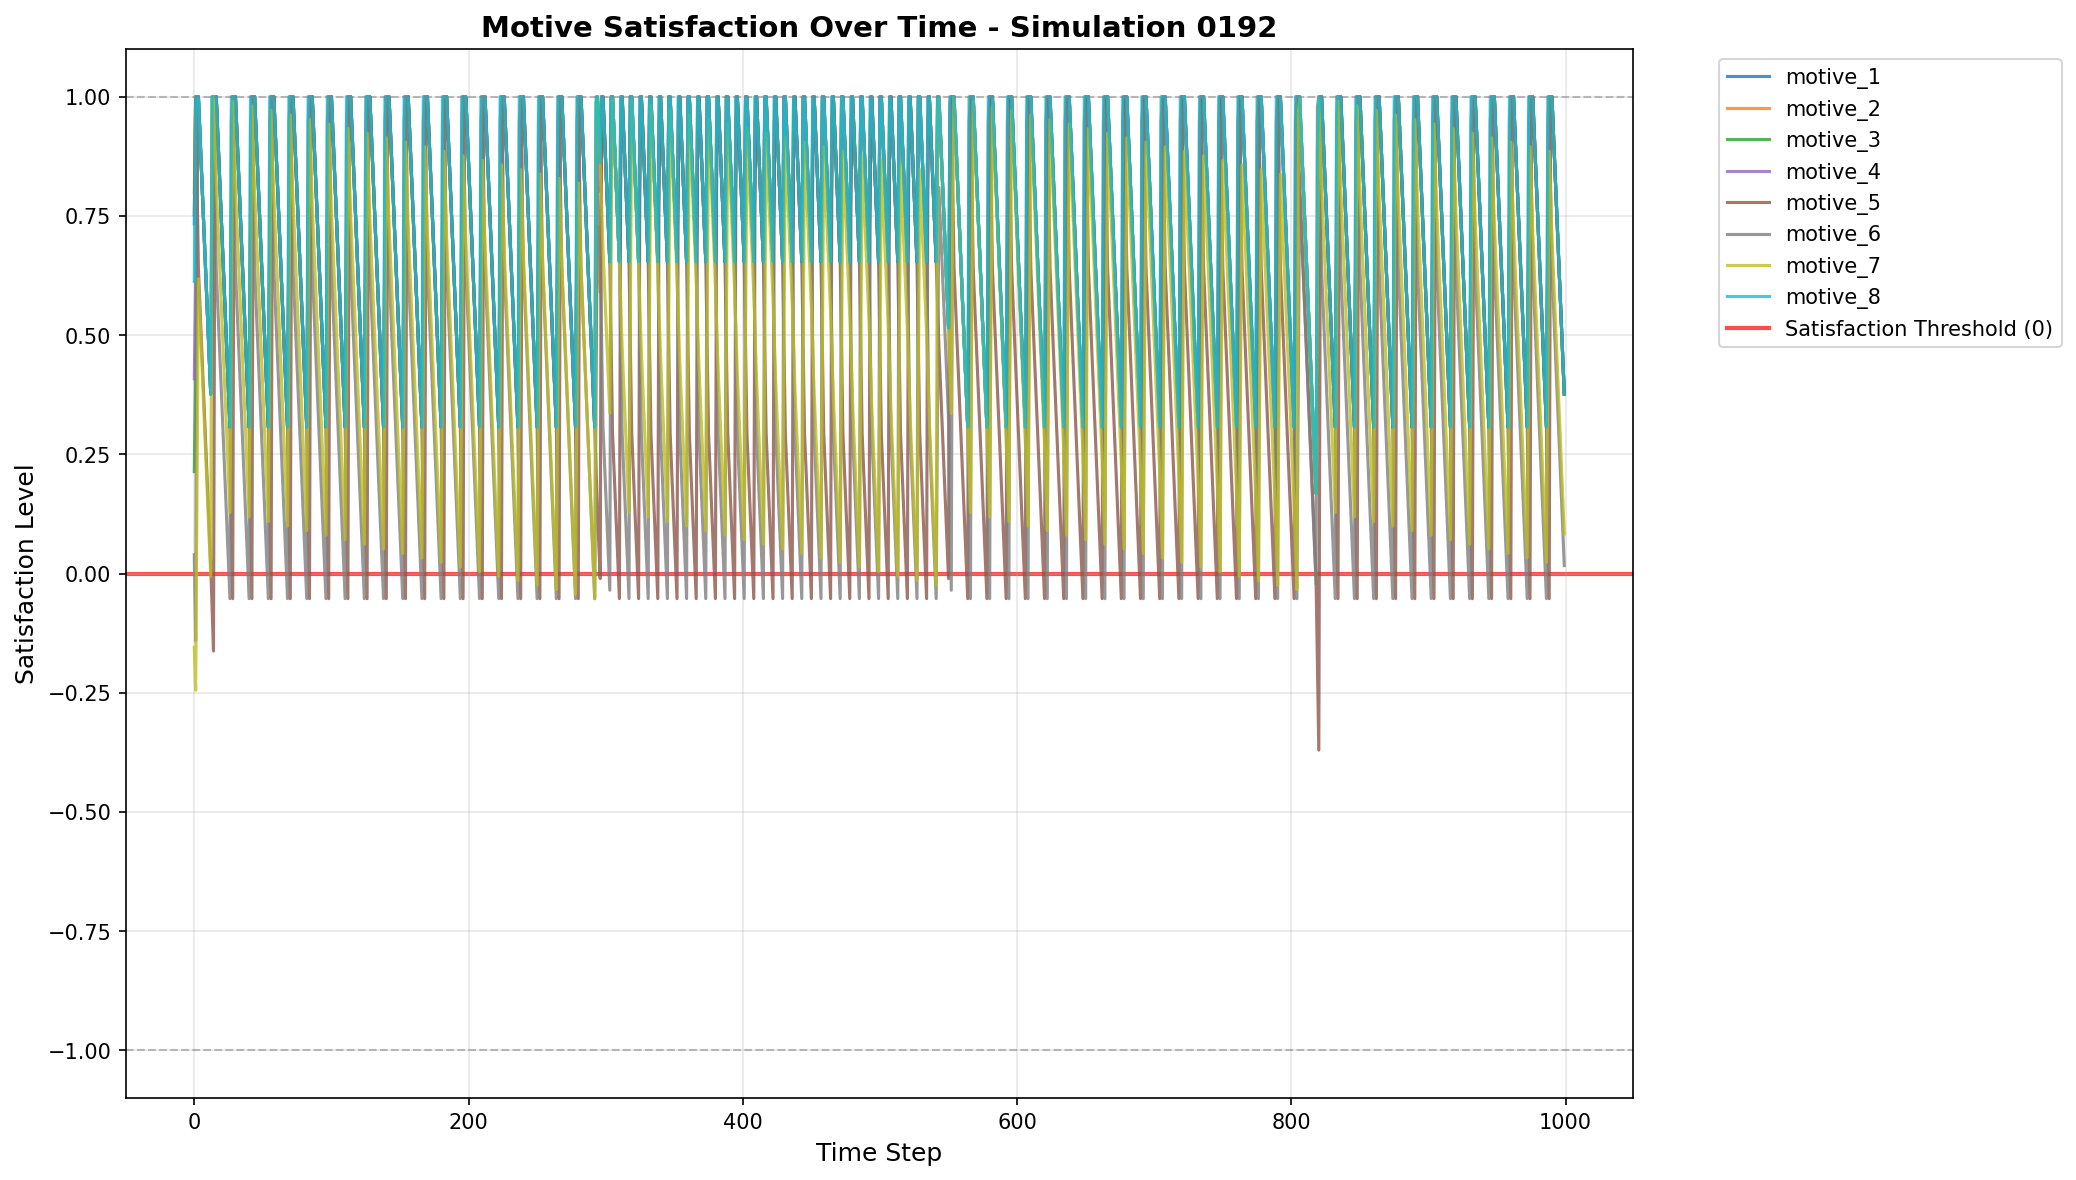 Motive Satisfaction Over Time - Simulation 0192
Satisfaction Level
1.00
0.75
0.50
0.25
0.00
−0.25
−0.50
−0.75
−1.00
0
200
400
600
800
1000
Time Step
motive_1
motive_2
motive_3
motive_4
motive_5
motive_6
motive_7
motive_8
Satisfaction Threshold (0)